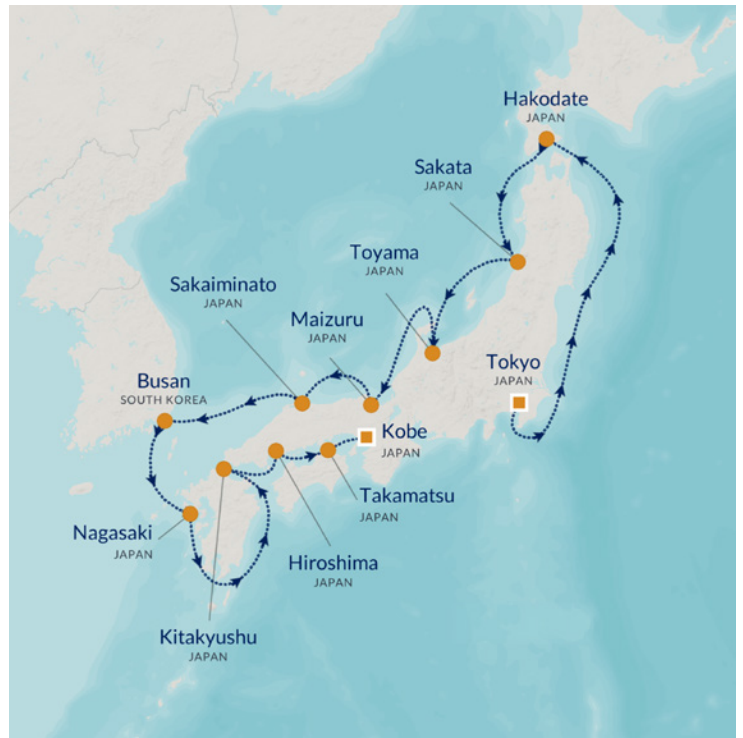 Hakodate
JAPAN
Sakata
JAPAN
Toyama
JAPAN
Sakaiminato
JAPAN
Maizuru
JAPAN
Tokyo
JAPAN
Busan
SOUTH KOREA
Kobe
JAPAN
Takamatsu
JAPAN
Nagasaki
JAPAN
Hiroshima
JAPAN
Kitakyushu
JAPAN